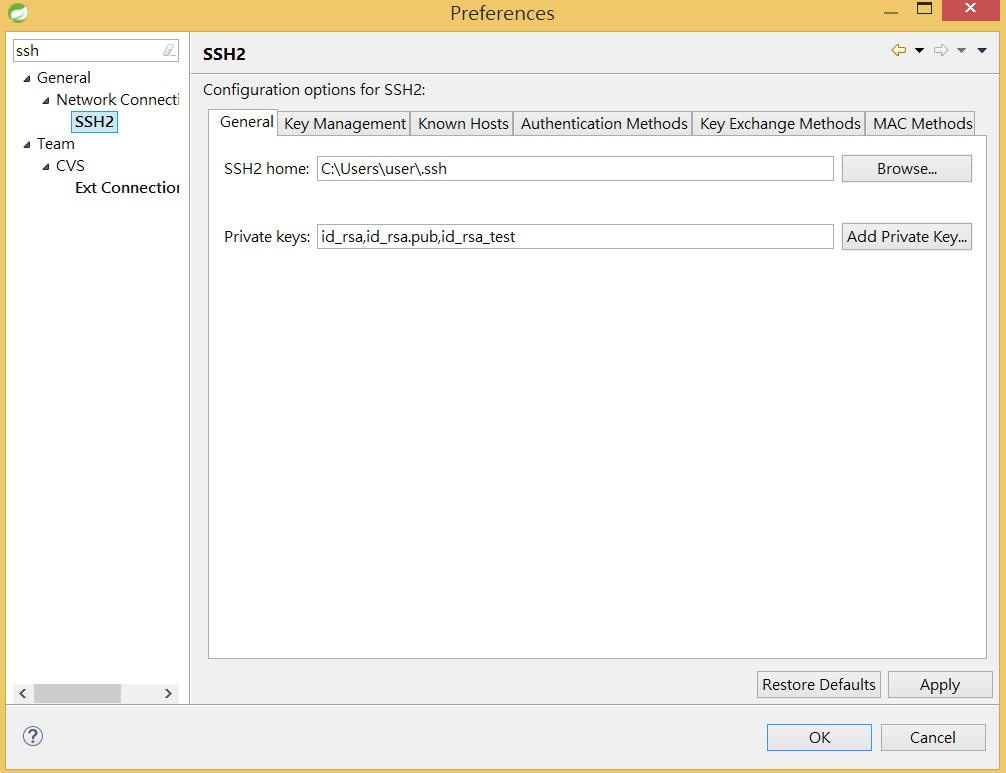 Preferences
ssh
General
Network Connecti
SSH2
Team
CVS
Ext Connection
SSH2
Configuration options for SSH2:
General Key Management Known Hosts Authentication Methods Key Exchange Methods MAC Methods
SSH2 home: C:\Users\user\.ssh Browse...
Private keys: id_rsa,id_rsa.pub,id_rsa_test Add Private Key...
Restore Defaults Apply
? OK Cancel